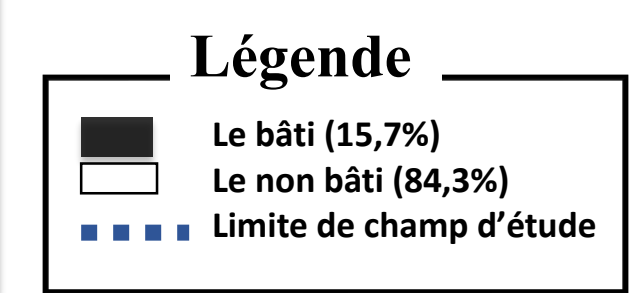 Légende
Le bâti (15,7%)
Le non bâti (84,3%)
Limite de champ d’étude